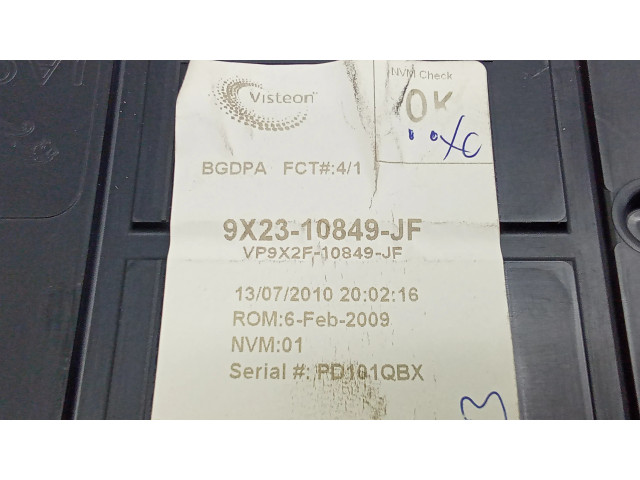 Visteon
NVM Check
OK
BGDPA FCT#:4/1
9X23-10849-JF
VP9X2F-10849-JF
13/07/2010 20:02:16
ROM:6-Feb-2009
NVM:01
Serial #: PD101QBX